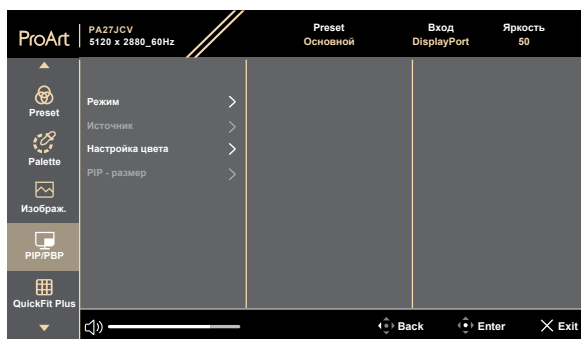 ProArt
PA27JCV
5120 x 2880_60Hz
Preset
Основной
Вход
DisplayPort
Яркость
50
Preset
Palette
Изображ.
PIP/PBP
QuickFit Plus
Режим
Источник
Настройка цвета
PIP - размер
Back
Enter
Exit